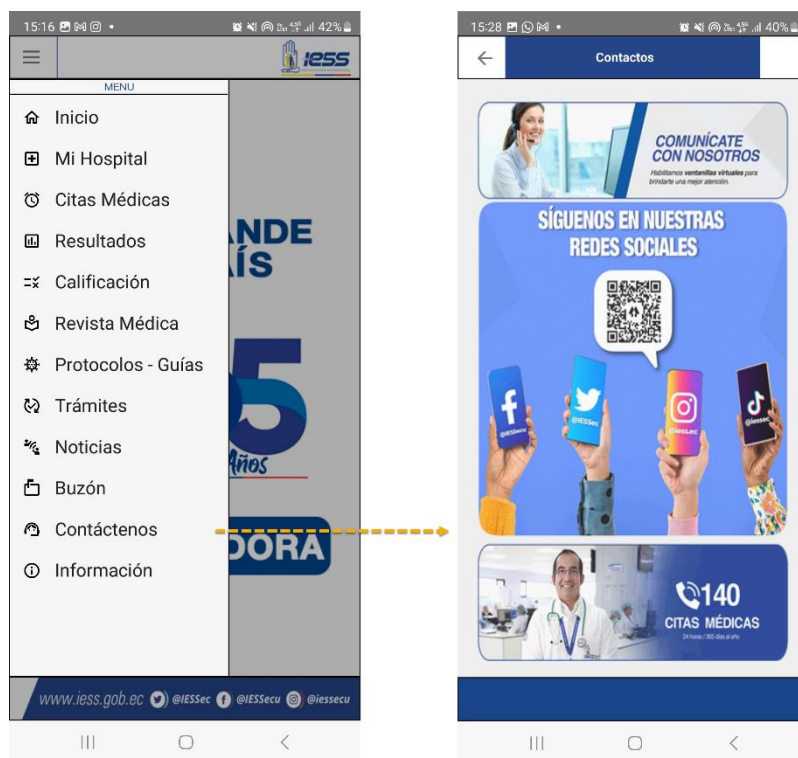 15:16
42%
iess
MENU
Inicio
Mi Hospital
Citas Médicas
Resultados
Calificación
Revista Médica
Protocolos - Guías
Trámites
Noticias
Buzón
Contáctenos
Información
NDE
ÍS
5
Años
DORA
www.iess.gob.ec @IESSec @IESSecu @iessecu
15:28
40%
Contactos
COMUNÍCATE
CON NOSOTROS
Habilitamos ventanillas virtuales para
brindarte una mejor atención.
SÍGUENOS EN NUESTRAS
REDES SOCIALES
@IESSecu
@IESSec
@iess.ec
@iessec
140
CITAS MÉDICAS
24 horas / 365 días al año